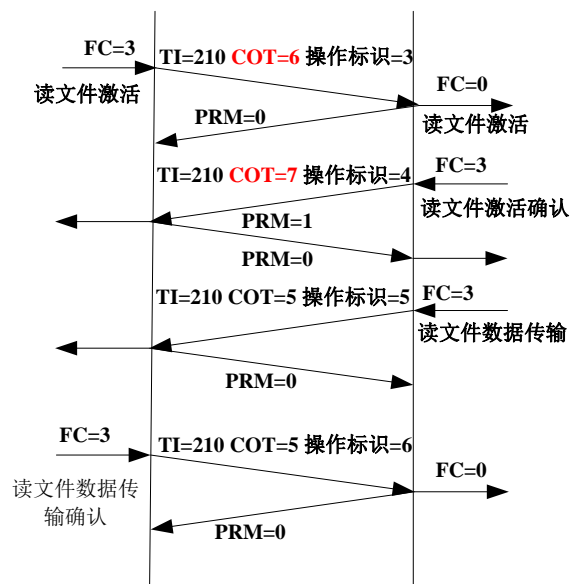 FC=3
TI=210 COT=6 操作标识=3
读文件激活
FC=0
PRM=0
读文件激活
TI=210 COT=7 操作标识=4
FC=3
读文件激活确认
PRM=1
PRM=0
TI=210 COT=5 操作标识=5
FC=3
读文件数据传输
PRM=0
FC=3
TI=210 COT=5 操作标识=6
FC=0
读文件数据传
输确认
PRM=0